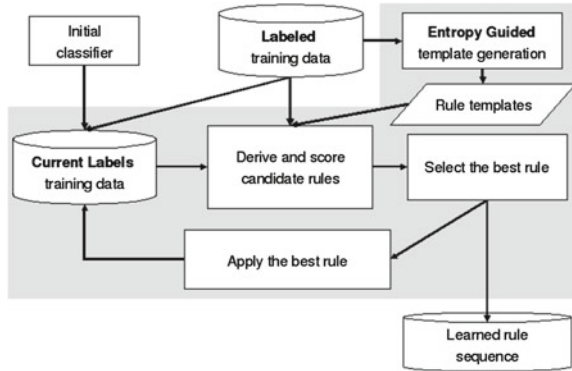 Initial
classifier
Labeled
training data
Entropy Guided
template generation
Rule templates
Current Labels
training data
Derive and score
candidate rules
Select the best rule
Apply the best rule
Learned rule
sequence